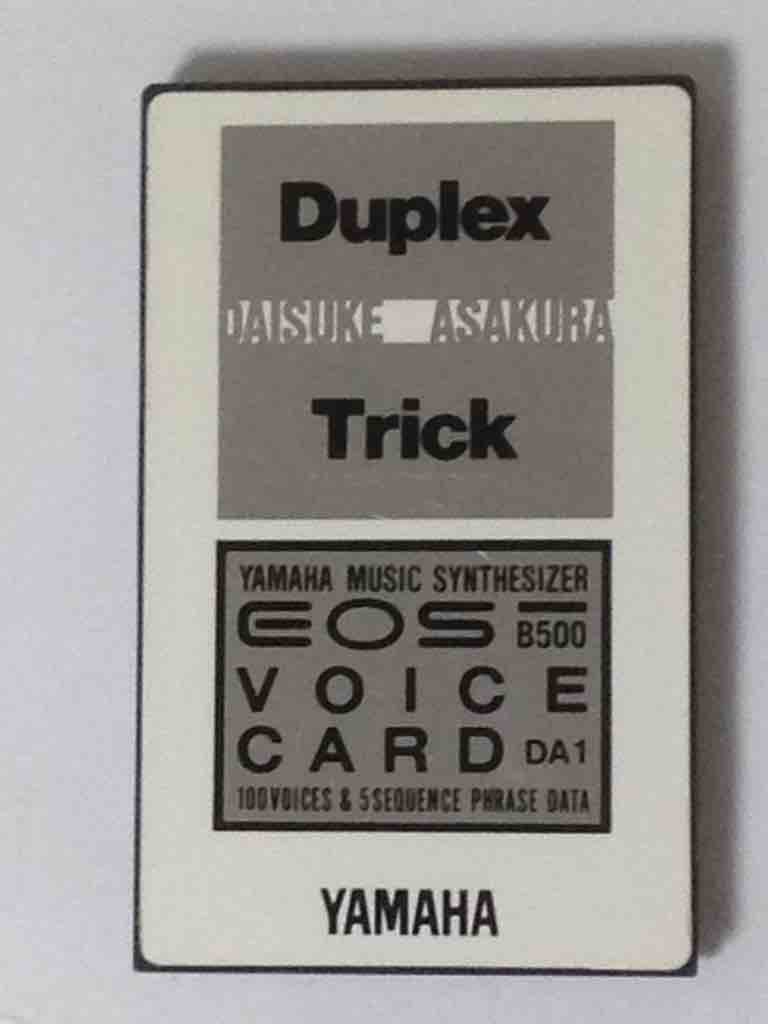 Duplex
DAISUKE ASAKURA
Trick
YAMAHA MUSIC SYNTHESIZER
EOS B500
VOICE
CARD DA1
100VOICES & 5SEQUENCE PHRASE DATA
YAMAHA